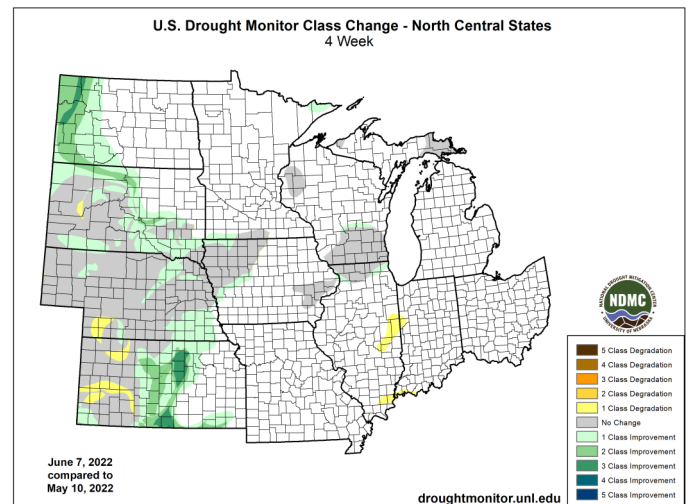 U.S. Drought Monitor Class Change - North Central States
4 Week
NATIONAL DROUGHT MITIGATION CENTER
NDMC
UNIVERSITY OF NEBRASKA
5 Class Degradation
4 Class Degradation
3 Class Degradation
2 Class Degradation
1 Class Degradation
No Change
1 Class Improvement
2 Class Improvement
3 Class Improvement
4 Class Improvement
5 Class Improvement
June 7, 2022
compared to
May 10, 2022
droughtmonitor.unl.edu